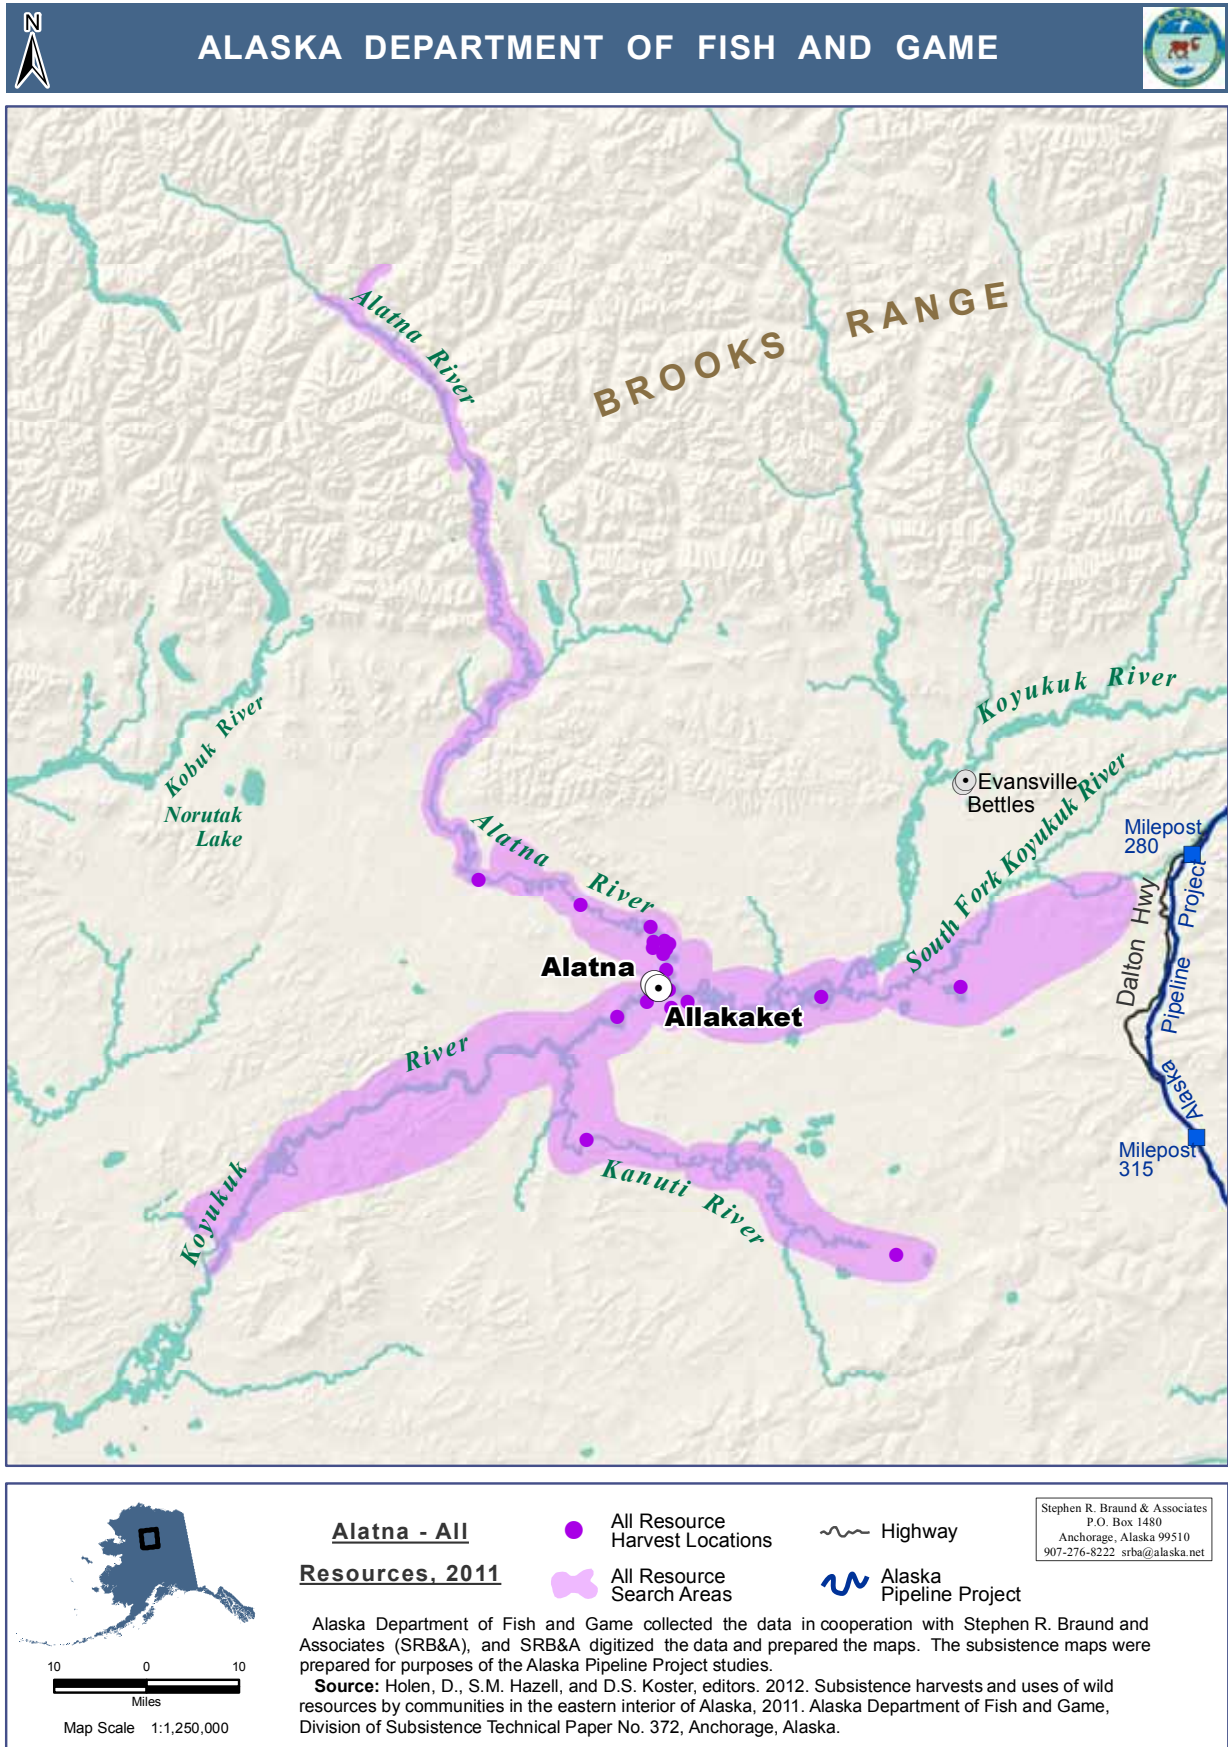 N
ALASKA DEPARTMENT OF FISH AND GAME
ALASKA
Alatna River
BROOKS RANGE
Koyukuk River
Kobuk River
Norutak
Lake
Evansville
Bettles
South Fork Koyukuk River
Milepost
280
Alatna
River
Dalton Hwy
Alaska Pipeline Project
Alatna
Allakaket
Koyukuk River
Milepost
315
Kanuti River
Alatna - All
Resources, 2011
All Resource
Harvest Locations
All Resource
Search Areas
Highway
Alaska
Pipeline Project
Stephen R. Braund & Associates
P.O. Box 1480
Anchorage, Alaska 99510
907-276-8222 srba@alaska.net
10 0 10
Miles
Map Scale 1:1,250,000
Alaska Department of Fish and Game collected the data in cooperation with Stephen R. Braund and
Associates (SRB&A), and SRB&A digitized the data and prepared the maps. The subsistence maps were
prepared for purposes of the Alaska Pipeline Project studies.
Source: Holen, D., S.M. Hazell, and D.S. Koster, editors. 2012. Subsistence harvests and uses of wild
resources by communities in the eastern interior of Alaska, 2011. Alaska Department of Fish and Game,
Division of Subsistence Technical Paper No. 372, Anchorage, Alaska.